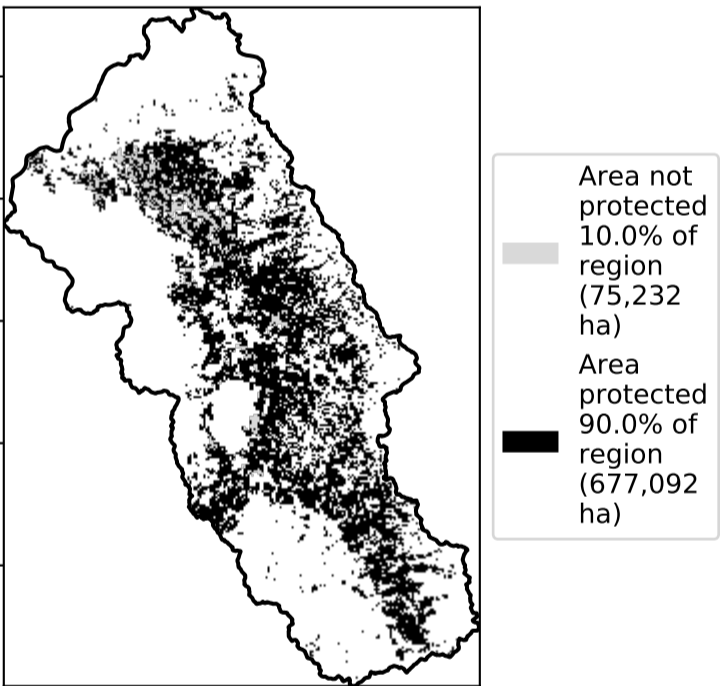 Area not
protected
10.0% of
region
(75,232
ha)
Area
protected
90.0% of
region
(677,092
ha)